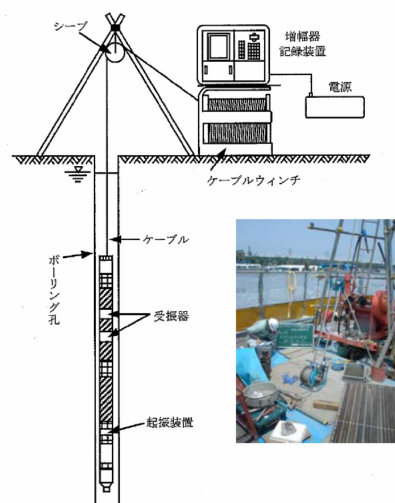 シーブ
増幅器
記録装置
電源
ケーブルウィンチ
ケーブル
ボーリング孔
受振器
起振装置